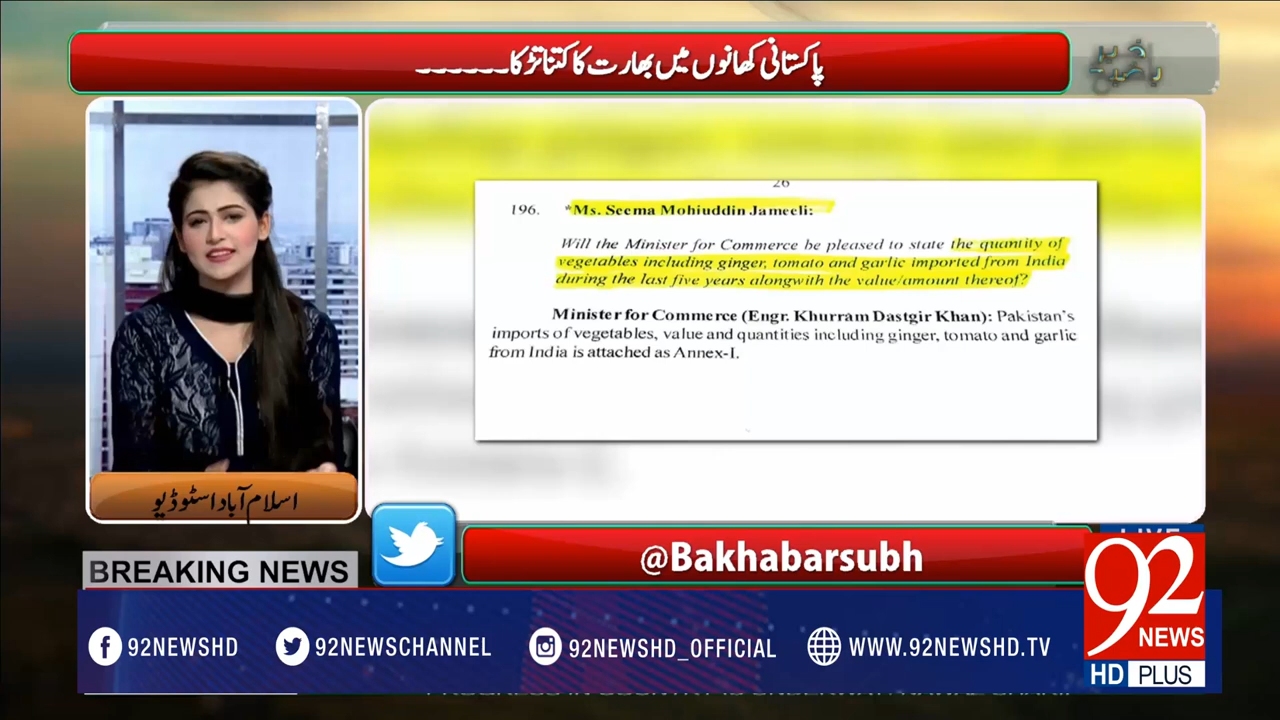 پاکستانی کھانوں میں بھارت کا کتنا تڑکا------
باخبر
26
196. *Ms. Seema Mohiuddin Jameeli:
Will the Minister for Commerce be pleased to state the quantity of
vegetables including ginger, tomato and garlic imported from India
during the last five years alongwith the value/amount thereof?
Minister for Commerce (Engr. Khurram Dastgir Khan): Pakistan's
imports of vegetables, value and quantities including ginger, tomato and garlic
from India is attached as Annex-I.
اسلام آباد اسٹوڈیو
@Bakhabarsubh
LIVE
BREAKING NEWS
92
NEWS
HD PLUS
92NEWSHD
92NEWSCHANNEL
92NEWSHD_OFFICIAL
WWW.92NEWSHD.TV